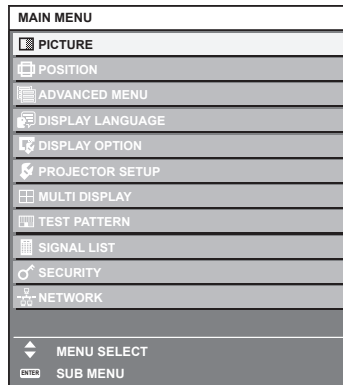 MAIN MENU
PICTURE
POSITION
ADVANCED MENU
DISPLAY LANGUAGE
DISPLAY OPTION
PROJECTOR SETUP
MULTI DISPLAY
TEST PATTERN
SIGNAL LIST
SECURITY
NETWORK
MENU SELECT
ENTER SUB MENU